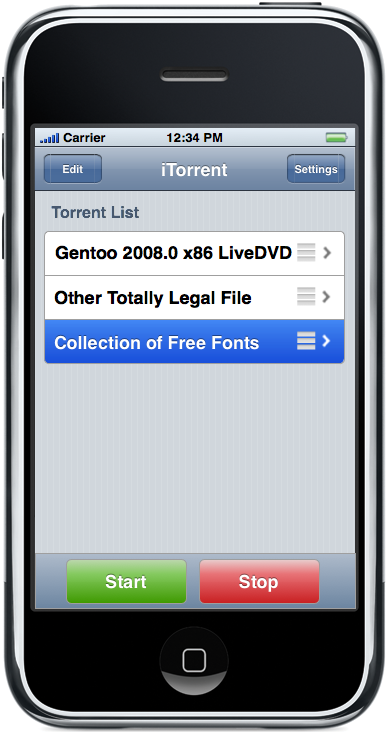 Carrier 12:34 PM
Edit iTorrent Settings
Torrent List
Gentoo 2008.0 x86 LiveDVD
Other Totally Legal File
Collection of Free Fonts
Start Stop